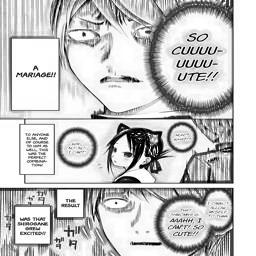 SO
CUUUU-
UUUU-
UTE!!
A
MARIAGE!!
TO ANYONE
ELSE, AND
OF COURSE
TO HIM AS
WELL, THIS
WAS THE
PERFECT
COMBINA-
TION!
THE
RESULT
WAS THAT
SHIROGANE
GREW
EXCITED!!
AAAHH, I
CAN'T! SO
CUTE!!